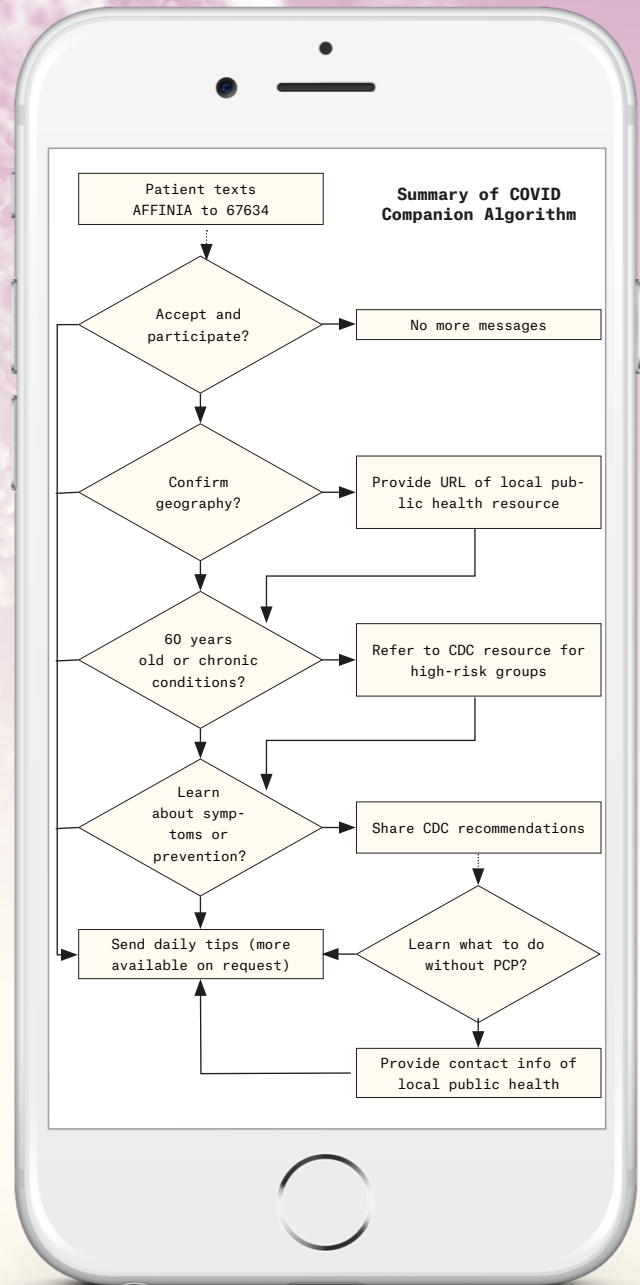 Patient texts
AFFINIA to 67634
Summary of COVID
Companion Algorithm
Accept and
participate?
No more messages
Confirm
geography?
Provide URL of local pub-
lic health resource
60 years
old or chronic
conditions?
Refer to CDC resource for
high-risk groups
Learn
about symp-
toms or
prevention?
Share CDC recommendations
Send daily tips (more
available on request)
Learn what to do
without PCP?
Provide contact info of
local public health